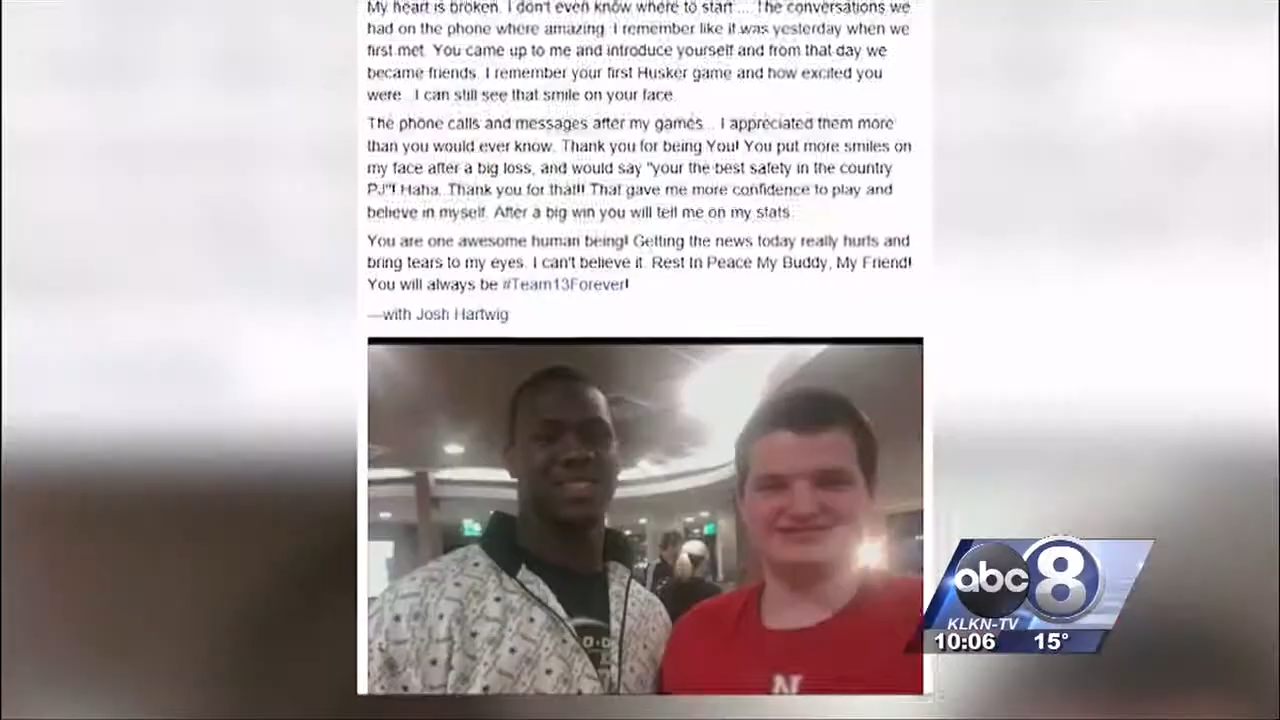 My heart is broken. I don't even know where to start.... The conversations we
had on the phone where amazing. I remember like it was yesterday when we
first met. You came up to me and introduce yourself and from that day we
became friends. I remember your first Husker game and how excited you
were...I can still see that smile on your face.
The phone calls and messages after my games... I appreciated them more
than you would ever know. Thank you for being You! You put more smiles on
my face after a big loss, and would say "your the best safety in the country
PJ"! Haha. Thank you for that!! That gave me more confidence to play and
believe in myself. After a big win you will tell me on my stats.
You are one awesome human being! Getting the news today really hurts and
bring tears to my eyes. I can't believe it. Rest In Peace My Buddy, My Friend!
You will always be #Team13Forever!
—with Josh Hartwig
N
abc 8
KLKN-TV
10:06 15°